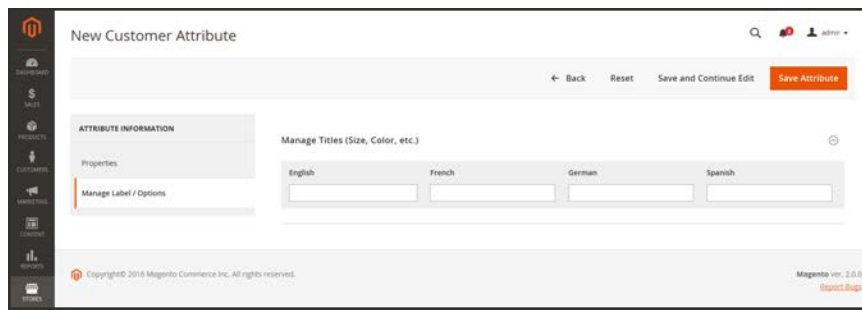 New Customer Attribute
admin
← Back Reset Save and Continue Edit Save Attribute
DASHBOARD
SALES
PRODUCTS
CUSTOMERS
MARKETING
CONTENT
REPORTS
STORES
ATTRIBUTE INFORMATION
Properties
Manage Label / Options
Manage Titles (Size, Color, etc.)
English French German Spanish
Copyright© 2016 Magento Commerce Inc. All rights reserved.
Magento ver. 2.0.0
Report Bugs